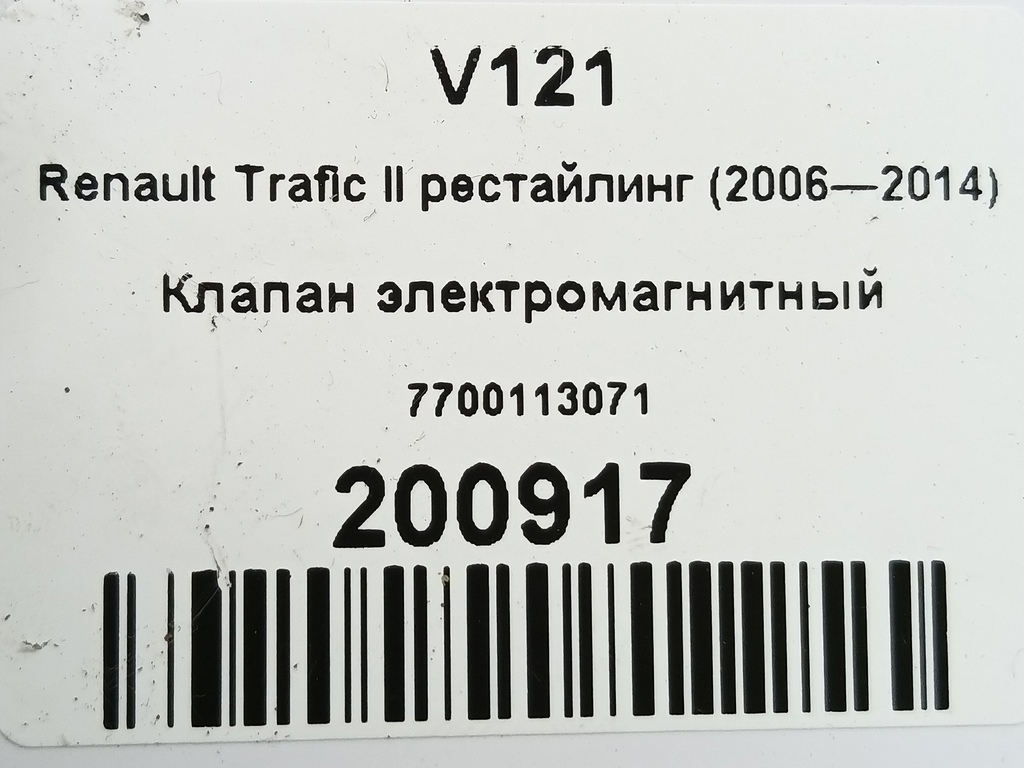 V121
Renault Trafic II рестайлинг (2006—2014)
Клапан электромагнитный
7700113071
200917